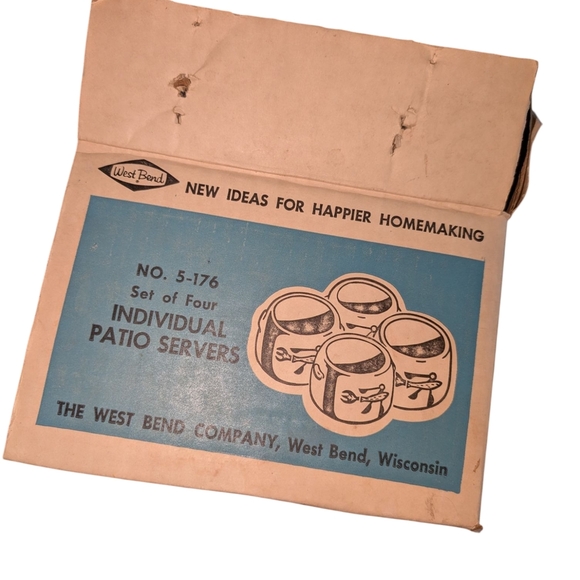 West Bend
NEW IDEAS FOR HAPPIER HOMEMAKING
NO. 5-176
Set of Four
INDIVIDUAL
PATIO SERVERS
THE WEST BEND COMPANY, West Bend, Wisconsin